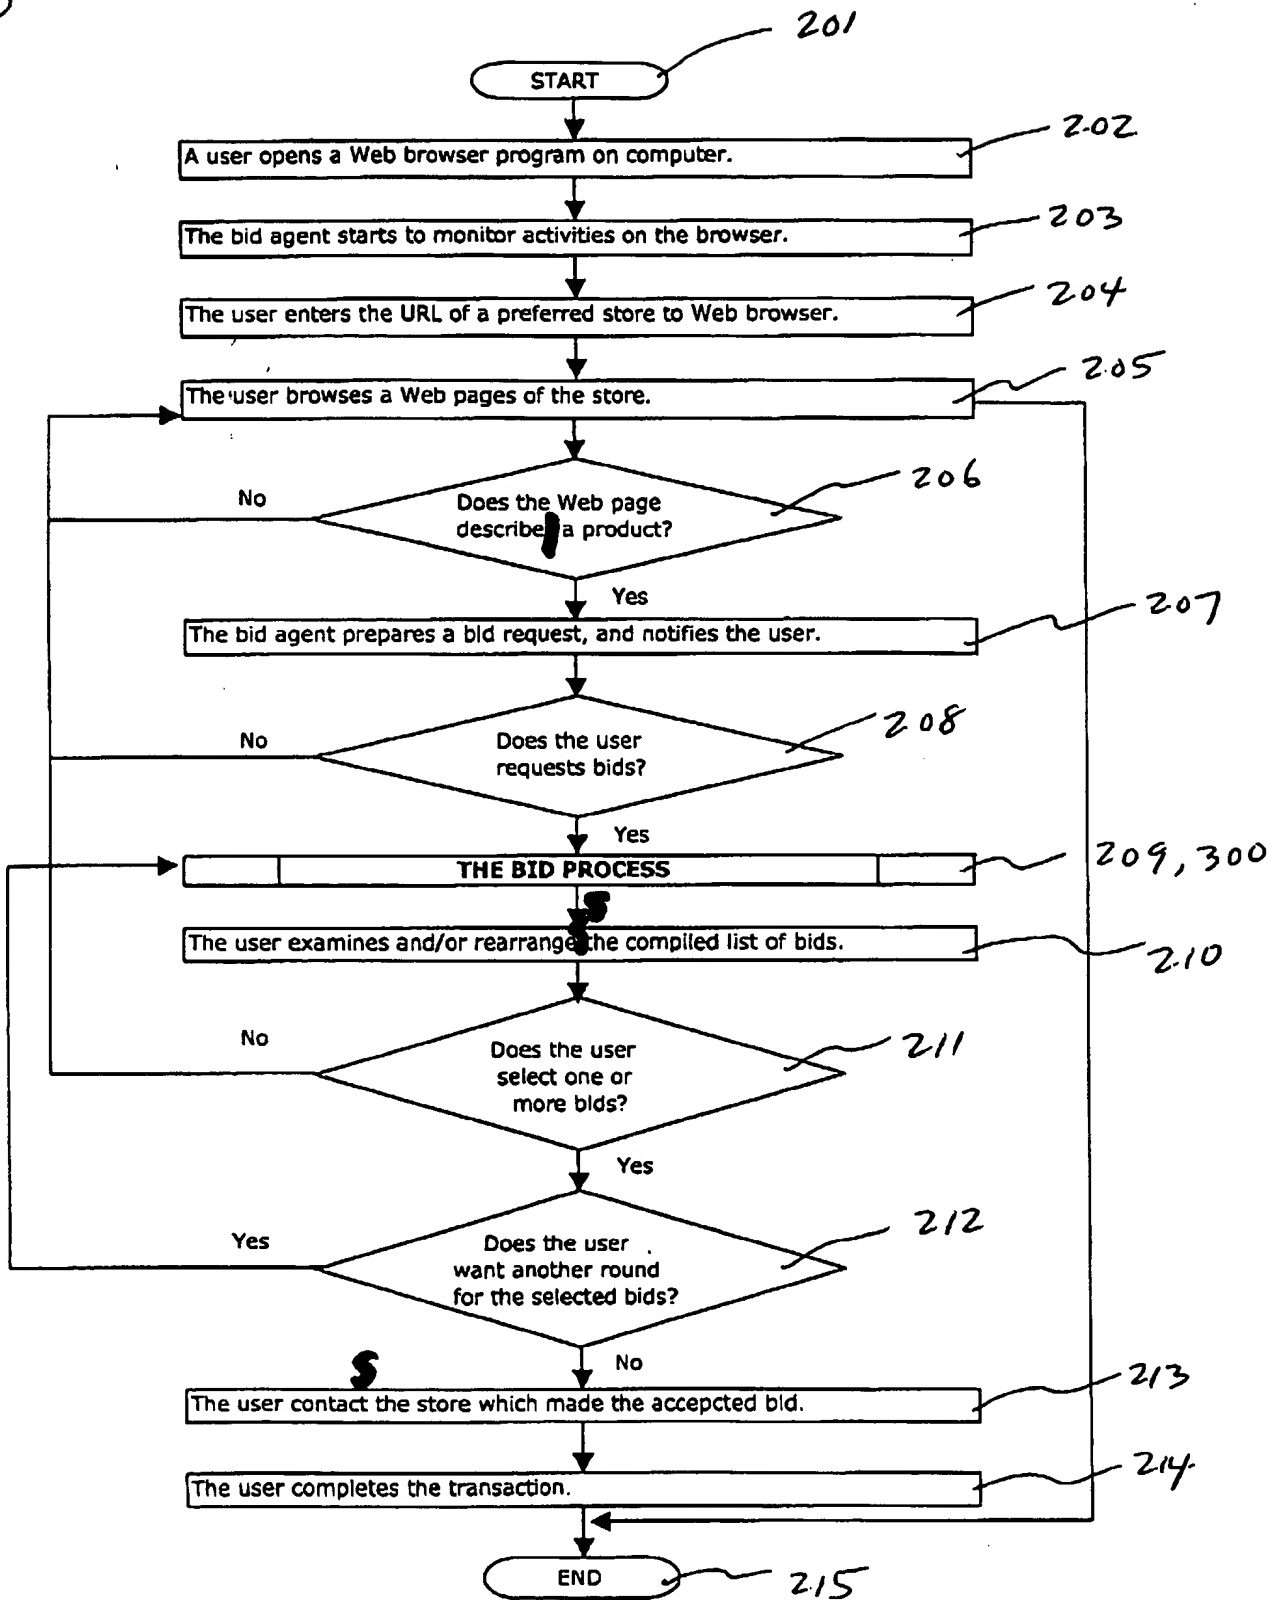 201
START
202
A user opens a Web browser program on computer.
203
The bid agent starts to monitor activities on the browser.
204
The user enters the URL of a preferred store to Web browser.
205
The user browses a Web pages of the store.
206
No
Does the Web page
describe a product?
Yes
207
The bid agent prepares a bid request, and notifies the user.
208
No
Does the user
requests bids?
Yes
THE BID PROCESS
209, 300
s
The user examines and/or rearrange the compiled list of bids.
210
No
Does the user
select one or
more bids?
211
Yes
212
Yes
Does the user
want another round
for the selected bids?
No
s
The user contact the store which made the accepcted bid.
213
The user completes the transaction.
214
END
215